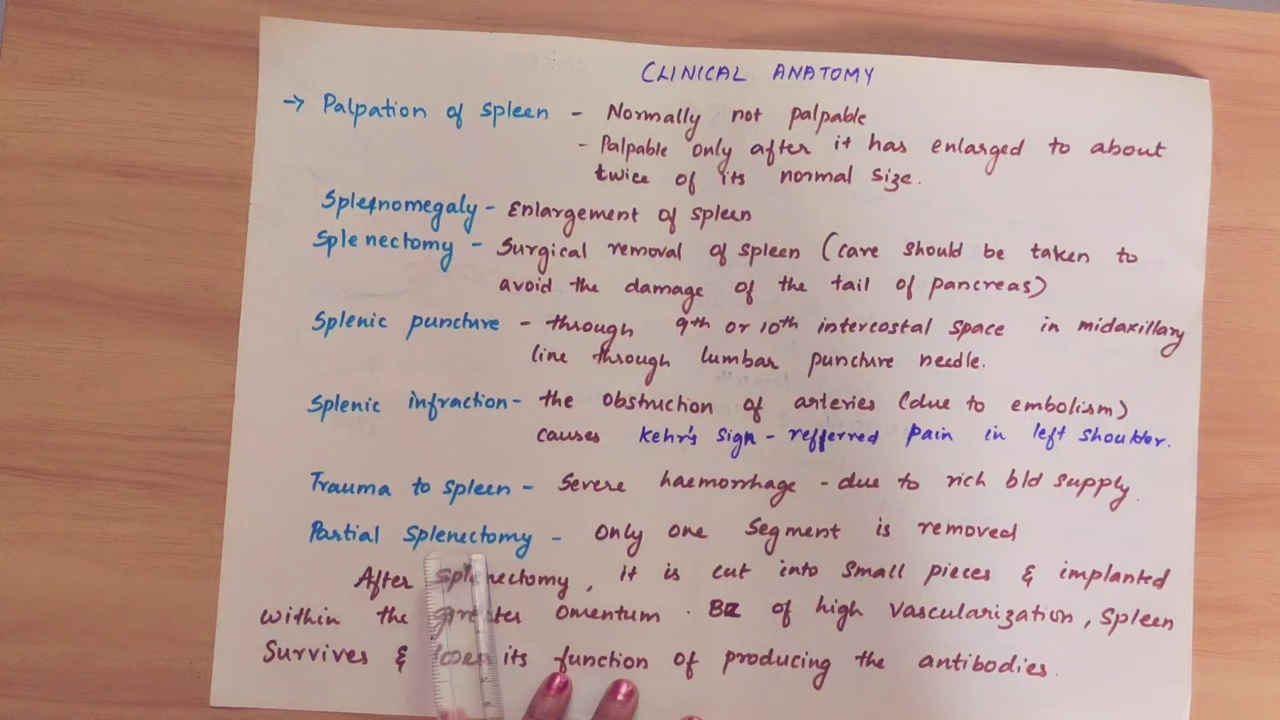 CLINICAL ANATOMY
→ Palpation of spleen - Normally not palpable
- Palpable only after it has enlarged to about
twice of its normal size.
Splenomegaly - Enlargement of spleen
Splenectomy - Surgical removal of spleen (care should be taken to
avoid the damage of the tail of pancreas)
Splenic puncture - through 9th or 10th intercostal space in midaxillary
line through lumbar puncture needle.
Splenic infraction - the obstruction of arteries (due to embolism)
causes kehr's sign - refferred pain in left shoulder.
Trauma to spleen - Severe haemorrhage - due to rich bld supply.
Partial Splenectomy - Only one segment is removed
After splenectomy, it is cut into small pieces & implanted
within the greater omentum. BZ of high vascularization, spleen
Survives & its function of producing the antibodies.